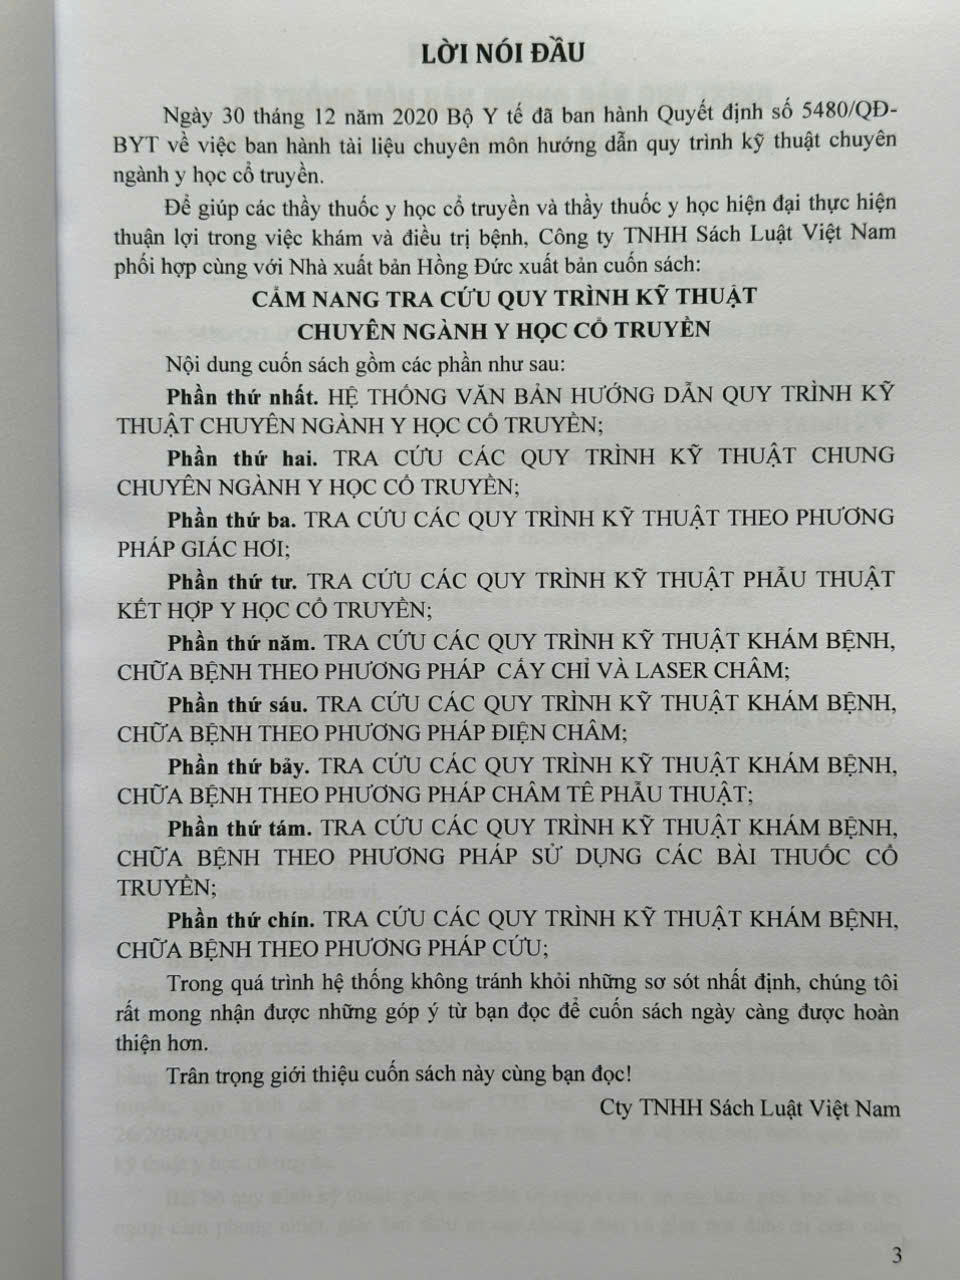 LỜI NÓI ĐẦU
Ngày 30 tháng 12 năm 2020 Bộ Y tế đã ban hành Quyết định số 5480/QĐ-
BYT về việc ban hành tài liệu chuyên môn hướng dẫn quy trình kỹ thuật chuyên
ngành y học cổ truyền.
Để giúp các thầy thuốc y học cổ truyền và thầy thuốc y học hiện đại thực hiện
thuận lợi trong việc khám và điều trị bệnh, Công ty TNHH Sách Luật Việt Nam
phối hợp cùng với Nhà xuất bản Hồng Đức xuất bản cuốn sách:
CẨM NANG TRA CỨU QUY TRÌNH KỸ THUẬT
CHUYÊN NGÀNH Y HỌC CỔ TRUYỀN
Nội dung cuốn sách gồm các phần như sau:
Phần thứ nhất. HỆ THỐNG VĂN BẢN HƯỚNG DẪN QUY TRÌNH KỸ
THUẬT CHUYÊN NGÀNH Y HỌC CỔ TRUYỀN;
Phần thứ hai. TRA CỨU CÁC QUY TRÌNH KỸ THUẬT CHUNG
CHUYÊN NGÀNH Y HỌC CỔ TRUYỀN;
Phần thứ ba. TRA CỨU CÁC QUY TRÌNH KỸ THUẬT THEO PHƯƠNG
PHÁP GIÁC HƠI;
Phần thứ tư. TRA CỨU CÁC QUY TRÌNH KỸ THUẬT PHẪU THUẬT
KẾT HỢP Y HỌC CỔ TRUYỀN;
Phần thứ năm. TRA CỨU CÁC QUY TRÌNH KỸ THUẬT KHÁM BỆNH,
CHỮA BỆNH THEO PHƯƠNG PHÁP CẤY CHỈ VÀ LASER CHÂM;
Phần thứ sáu. TRA CỨU CÁC QUY TRÌNH KỸ THUẬT KHÁM BỆNH,
CHỮA BỆNH THEO PHƯƠNG PHÁP ĐIỆN CHÂM;
Phần thứ bảy. TRA CỨU CÁC QUY TRÌNH KỸ THUẬT KHÁM BỆNH,
CHỮA BỆNH THEO PHƯƠNG PHÁP CHÂM TÊ PHẪU THUẬT;
Phần thứ tám. TRA CỨU CÁC QUY TRÌNH KỸ THUẬT KHÁM BỆNH,
CHỮA BỆNH THEO PHƯƠNG PHÁP SỬ DỤNG CÁC BÀI THUỐC CỔ
TRUYỀN;
Phần thứ chín. TRA CỨU CÁC QUY TRÌNH KỸ THUẬT KHÁM BỆNH,
CHỮA BỆNH THEO PHƯƠNG PHÁP CỨU;
Trong quá trình hệ thống không tránh khỏi những sơ sót nhất định, chúng tôi
rất mong nhận được những góp ý từ bạn đọc để cuốn sách ngày càng được hoàn
thiện hơn.
Trân trọng giới thiệu cuốn sách này cùng bạn đọc!
Cty TNHH Sách Luật Việt Nam
3